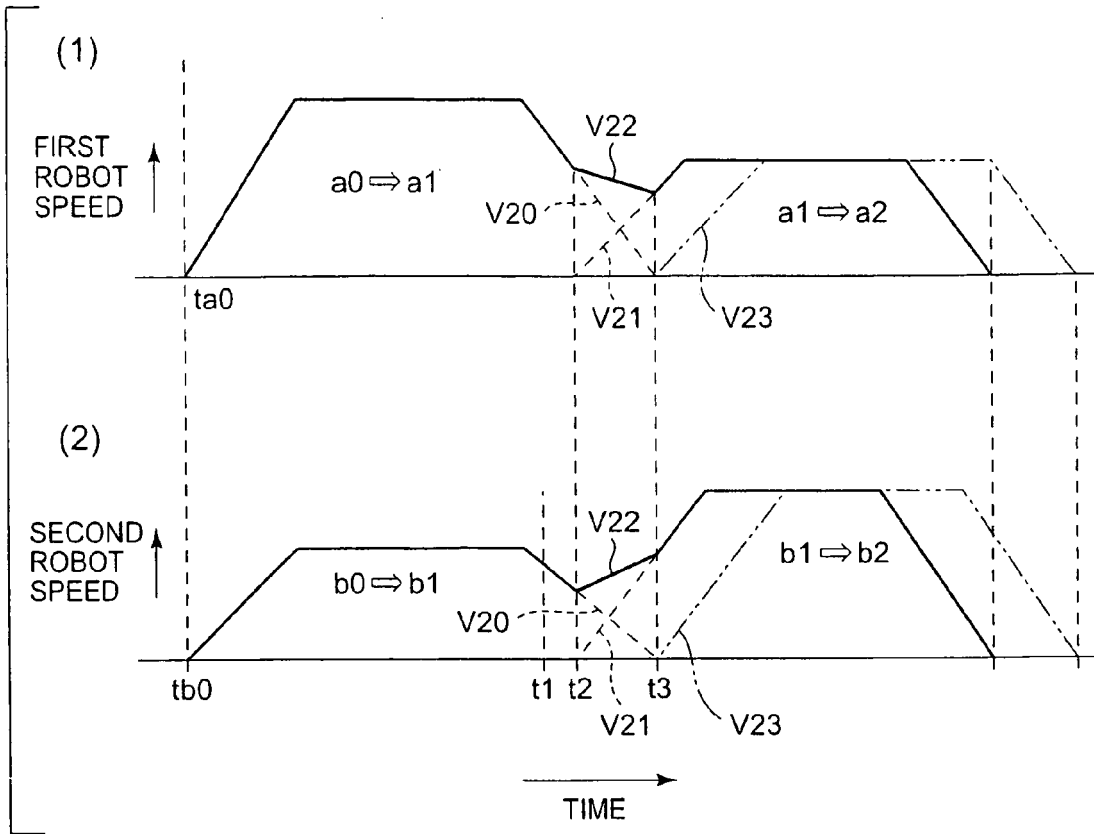 (1)
FIRST
ROBOT
SPEED
a0 ⇨ a1
V22
V20
a1 ⇨ a2
ta0
V21
V23
(2)
SECOND
ROBOT
SPEED
b0 ⇨ b1
V22
V20
b1 ⇨ b2
tb0
t1
t2
t3
V21
V23
TIME